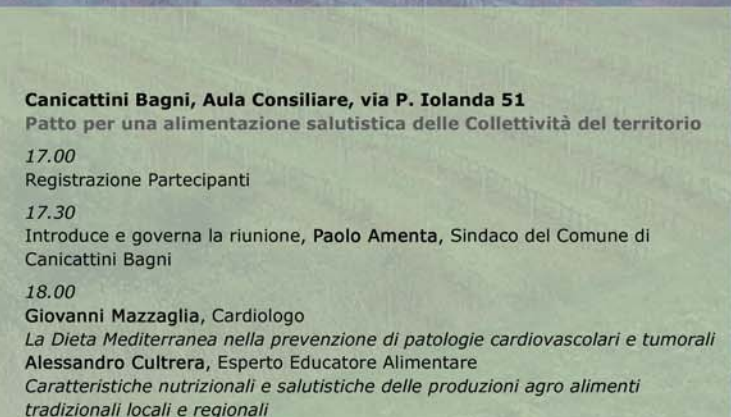 Canicattini Bagni, Aula Consiliare, via P. Iolanda 51
Patto per una alimentazione salutistica delle Collettività del territorio
17.00
Registrazione Partecipanti
17.30
Introduce e governa la riunione, Paolo Amenta, Sindaco del Comune di
Canicattini Bagni
18.00
Giovanni Mazzaglia, Cardiologo
La Dieta Mediterranea nella prevenzione di patologie cardiovascolari e tumorali
Alessandro Cultrera, Esperto Educatore Alimentare
Caratteristiche nutrizionali e salutistiche delle produzioni agro alimenti
tradizionali locali e regionali